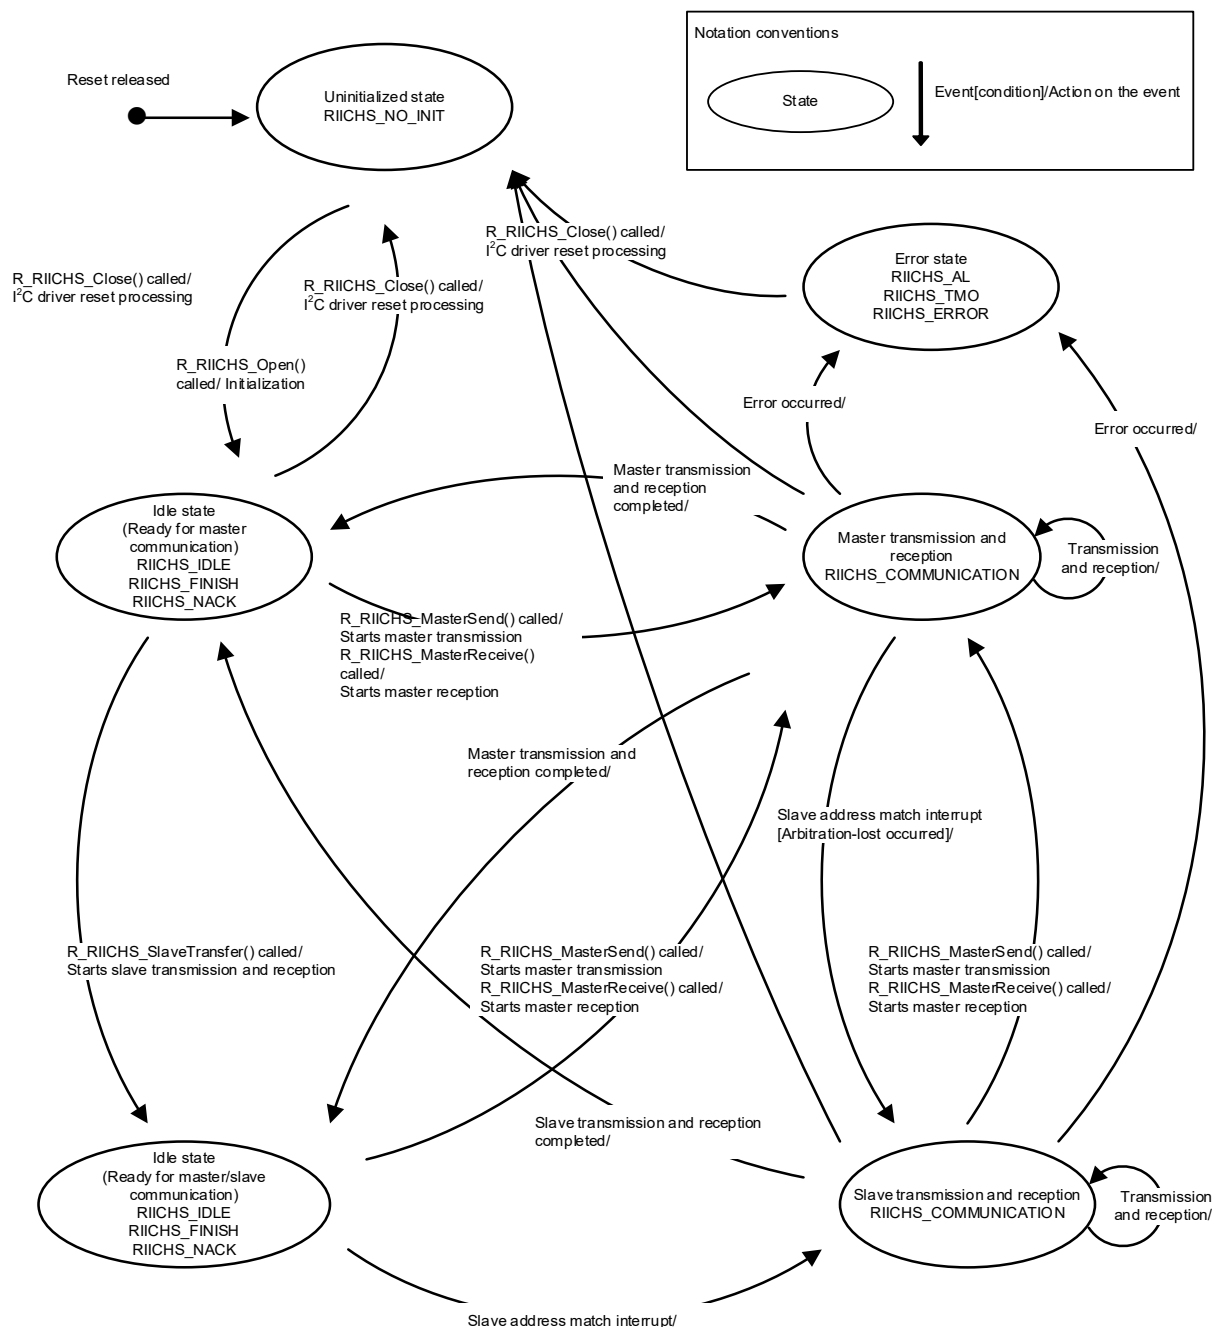 Notation conventions
State
Event[condition]/Action on the event
Reset released
Uninitialized state
RIICHS_NO_INIT
R_RIICHS_Close() called/
I²C driver reset processing
R_RIICHS_Close() called/
I²C driver reset processing
R_RIICHS_Close() called/
I²C driver reset processing
Error state
RIICHS_AL
RIICHS_TMO
RIICHS_ERROR
R_RIICHS_Open()
called/ Initialization
Error occurred/
Error occurred/
Master transmission
and reception
completed/
Idle state
(Ready for master
communication)
RIICHS_IDLE
RIICHS_FINISH
RIICHS_NACK
Master transmission and
reception
RIICHS_COMMUNICATION
Transmission
and reception/
R_RIICHS_MasterSend() called/
Starts master transmission
R_RIICHS_MasterReceive()
called/
Starts master reception
Master transmission and
reception completed/
Slave address match interrupt
[Arbitration-lost occurred]/
R_RIICHS_SlaveTransfer() called/
Starts slave transmission and reception
R_RIICHS_MasterSend() called/
Starts master transmission
R_RIICHS_MasterReceive() called/
Starts master reception
R_RIICHS_MasterSend() called/
Starts master transmission
R_RIICHS_MasterReceive() called/
Starts master reception
Slave transmission and reception
completed/
Idle state
(Ready for master/slave
communication)
RIICHS_IDLE
RIICHS_FINISH
RIICHS_NACK
Slave transmission and reception
RIICHS_COMMUNICATION
Transmission
and reception/
Slave address match interrupt/